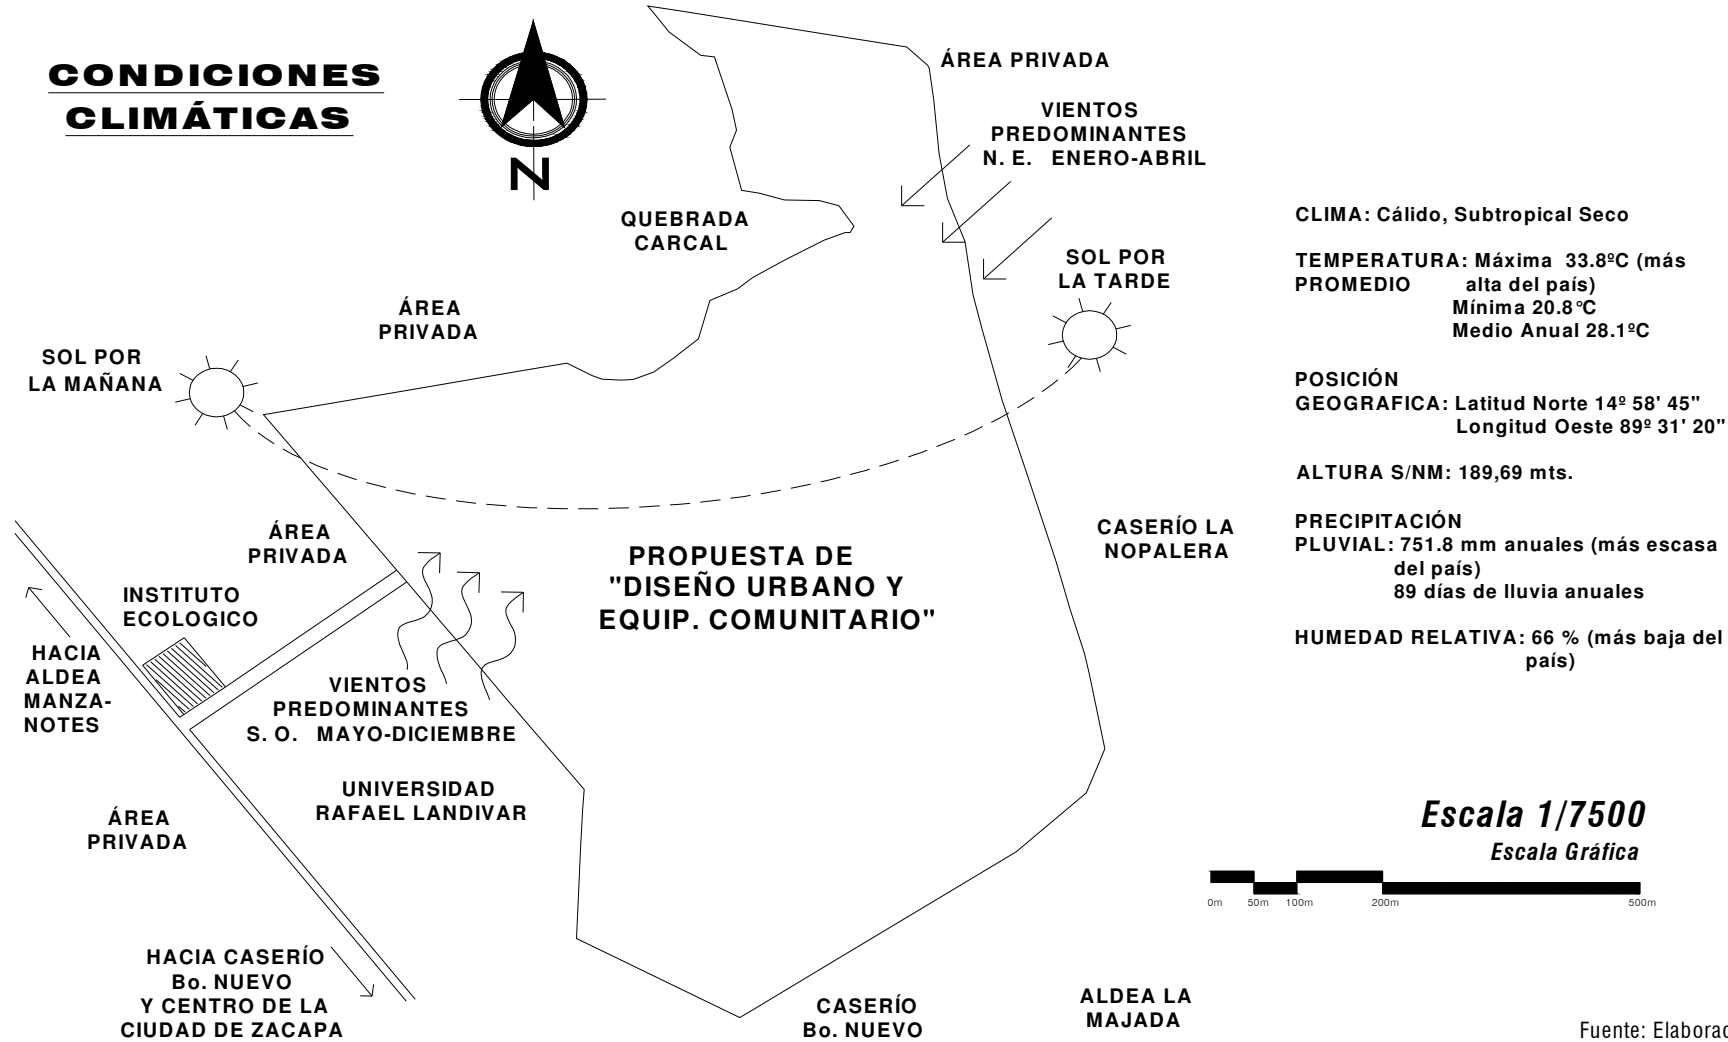 CONDICIONES
CLIMÁTICAS
N
ÁREA PRIVADA
VIENTOS
PREDOMINANTES
N. E. ENERO-ABRIL
QUEBRADA
CARCAL
SOL POR
LA TARDE
ÁREA
PRIVADA
SOL POR
LA MAÑANA
CLIMA: Cálido, Subtropical Seco
TEMPERATURA: Máxima 33.8ºC (más
PROMEDIO alta del país)
Mínima 20.8°C
Medio Anual 28.1ºC
POSICIÓN
GEOGRAFICA: Latitud Norte 14º 58' 45"
Longitud Oeste 89º 31' 20"
ALTURA S/NM: 189,69 mts.
PRECIPITACIÓN
PLUVIAL: 751.8 mm anuales (más escasa
del país)
89 días de lluvia anuales
HUMEDAD RELATIVA: 66 % (más baja del
país)
ÁREA
PRIVADA
CASERÍO LA
NOPALERA
PROPUESTA DE
"DISEÑO URBANO Y
EQUIP. COMUNITARIO"
INSTITUTO
ECOLOGICO
HACIA
ALDEA
MANZA-
NOTES
VIENTOS
PREDOMINANTES
S. O. MAYO-DICIEMBRE
UNIVERSIDAD
RAFAEL LANDIVAR
ÁREA
PRIVADA
Escala 1/7500
Escala Gráfica
0m 50m 100m 200m 500m
HACIA CASERÍO
Bo. NUEVO
Y CENTRO DE LA
CIUDAD DE ZACAPA
CASERÍO
Bo. NUEVO
ALDEA LA
MAJADA
Fuente: Elaborac